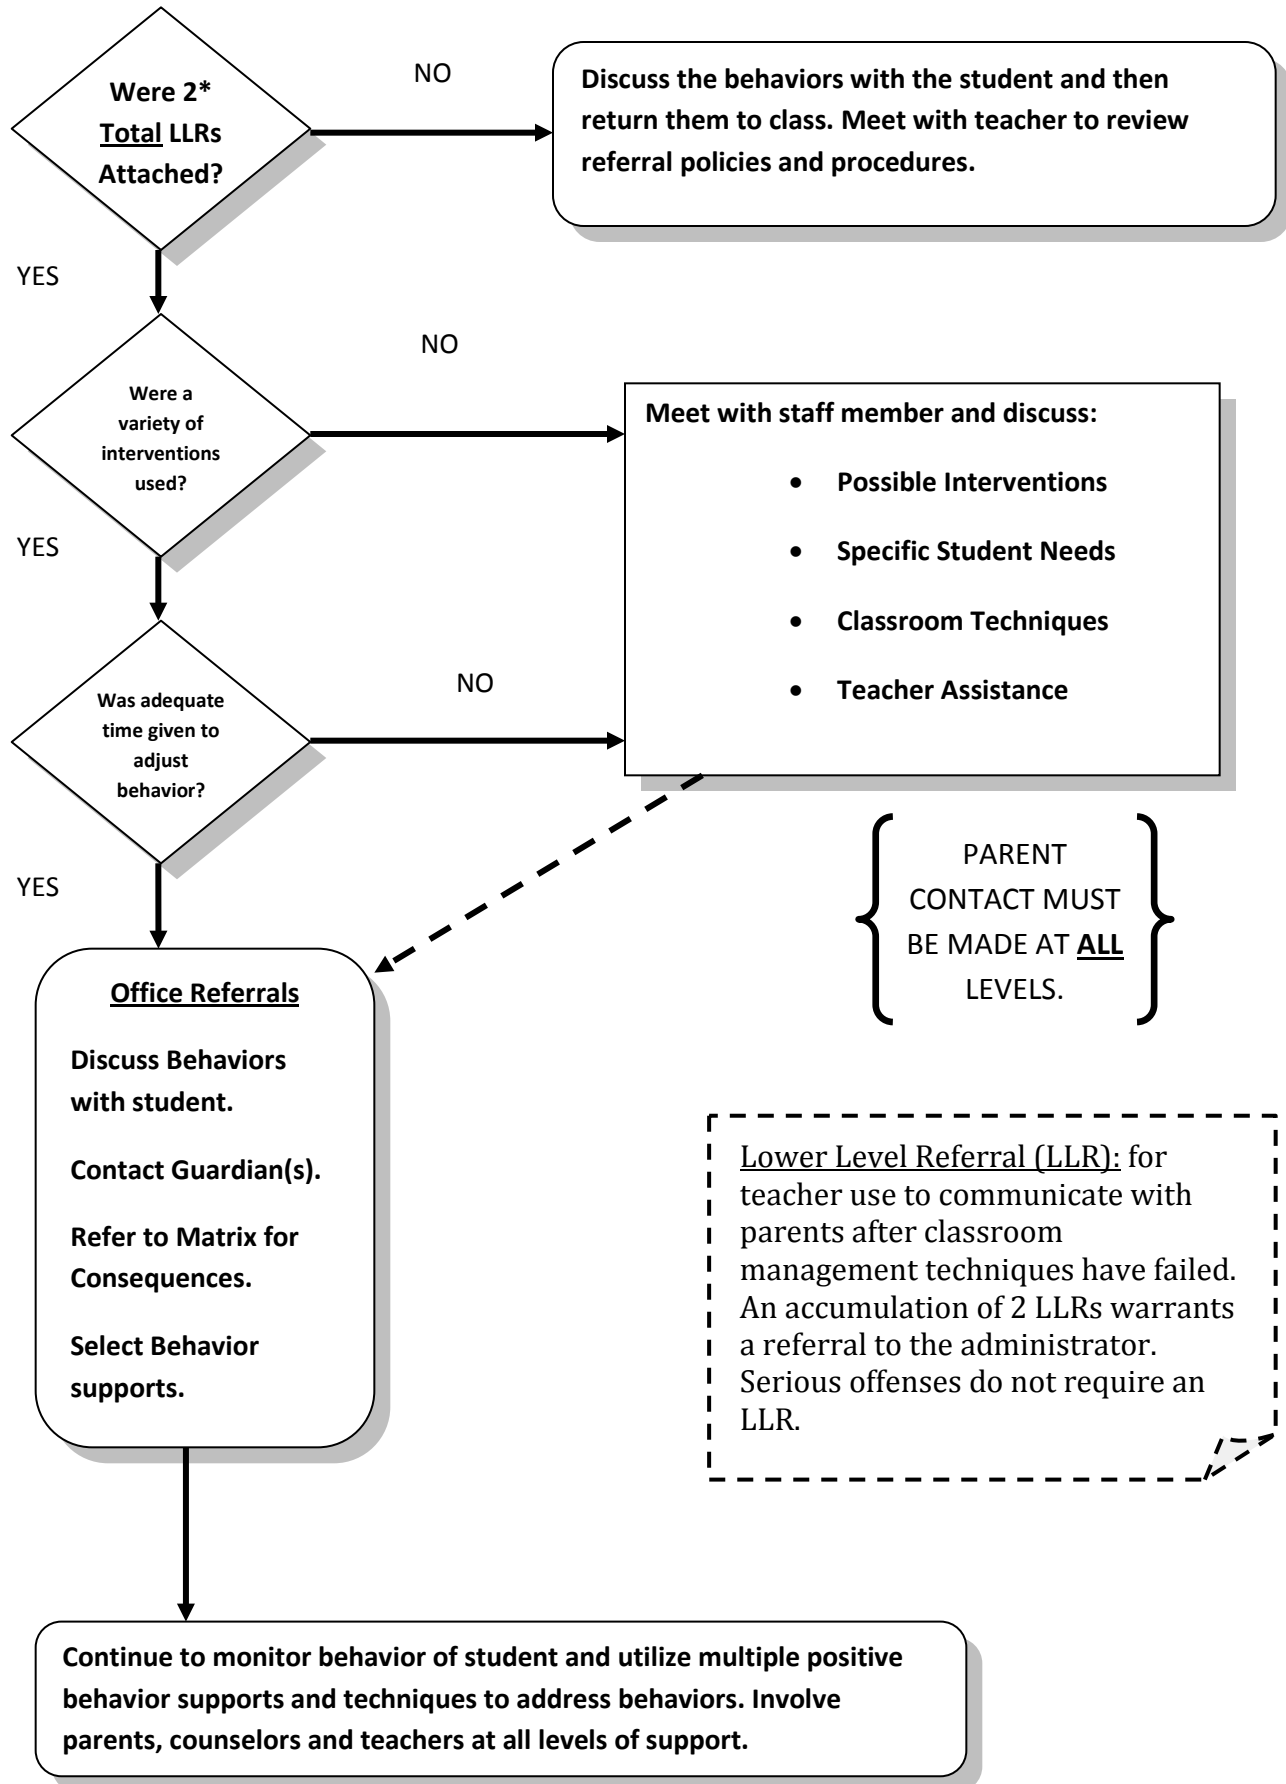 Were 2*
Total LLRs
Attached?
NO
Discuss the behaviors with the student and then
return them to class. Meet with teacher to review
referral policies and procedures.
YES
Were a
variety of
interventions
used?
NO
Meet with staff member and discuss:
• Possible Interventions
• Specific Student Needs
• Classroom Techniques
• Teacher Assistance
YES
Was adequate
time given to
adjust
behavior?
NO
YES
PARENT
CONTACT MUST
BE MADE AT ALL
LEVELS.
Office Referrals
Discuss Behaviors
with student.
Contact Guardian(s).
Refer to Matrix for
Consequences.
Select Behavior
supports.
Lower Level Referral (LLR): for
teacher use to communicate with
parents after classroom
management techniques have failed.
An accumulation of 2 LLRs warrants
a referral to the administrator.
Serious offenses do not require an
LLR.
Continue to monitor behavior of student and utilize multiple positive
behavior supports and techniques to address behaviors. Involve
parents, counselors and teachers at all levels of support.